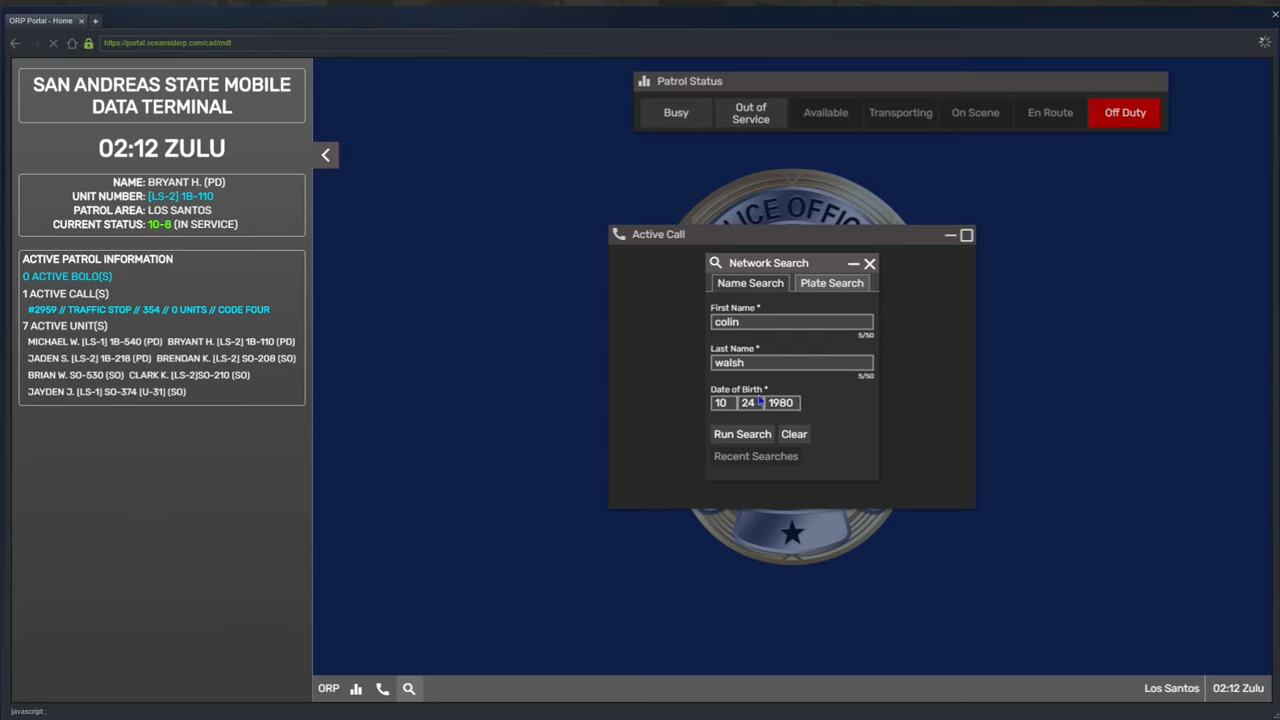 ORP Portal - Home
https://portal.oceansiderp.com/cad/mdt
SAN ANDREAS STATE MOBILE
DATA TERMINAL
02:12 ZULU
NAME: BRYANT H. (PD)
UNIT NUMBER: [LS-2] 1B-110
PATROL AREA: LOS SANTOS
CURRENT STATUS: 10-8 (IN SERVICE)
ACTIVE PATROL INFORMATION
0 ACTIVE BOLO(S)
1 ACTIVE CALL(S)
#2959 // TRAFFIC STOP // 354 // 0 UNITS // CODE FOUR
7 ACTIVE UNIT(S)
MICHAEL W. [LS-1] 1B-540 (PD) BRYANT H. [LS-2] 1B-110 (PD)
JADEN S. [LS-2] 1B-218 (PD) BRENDAN K. [LS-2] SO-208 (SO)
BRIAN W. SO-530 (SO) CLARK K. [LS-2]SO-210 (SO)
JAYDEN J. [LS-1] SO-374 [U-31] (SO)
Patrol Status
Busy
Out of
Service
Available
Transporting
On Scene
En Route
Off Duty
LICE OFFIC
Active Call
Network Search
Name Search
Plate Search
First Name *
colin
5/50
Last Name *
walsh
5/50
Date of Birth *
10 24 1980
Run Search
Clear
Recent Searches
ORP
Los Santos
02:12 Zulu
javascript:;